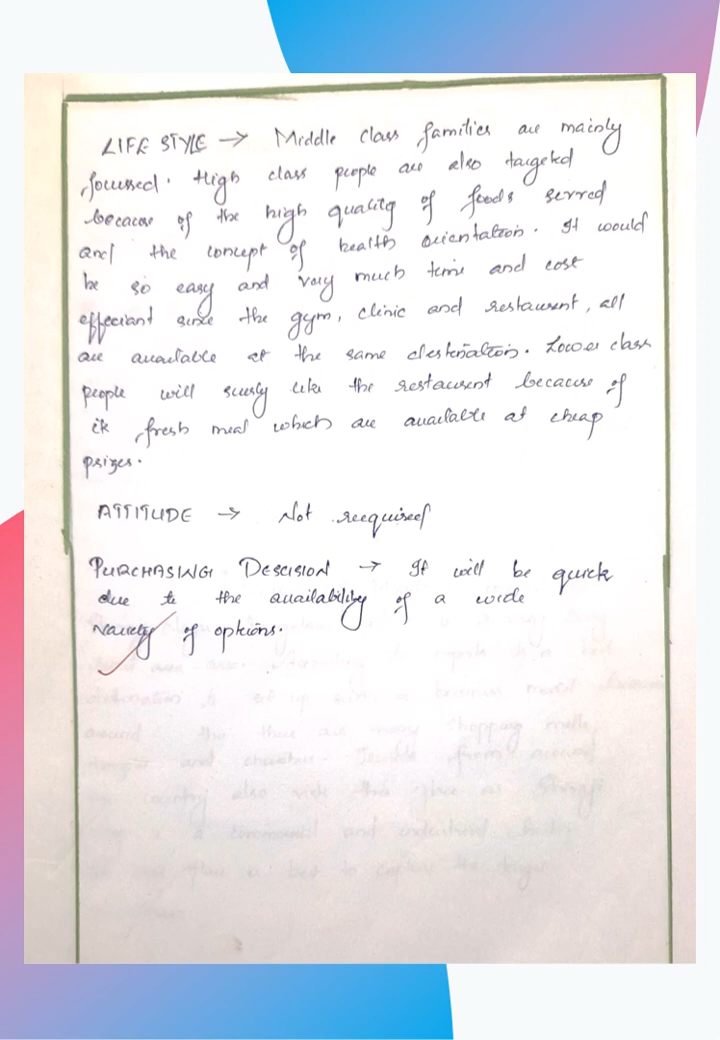 LIFE STYLE → Middle class families are mainly
focussed. High class people are also targeted
because of the high quality of foods served
and the concept of health orientation. It would
be so easy and very much time and cost
effeciant since the gym, clinic and restaurent, all
are available at the same destination. Lower class
people will surely like the restaurent because of
fresh meal which are available at cheap
prizes.
ATTITUDE → Not required
PURCHASING DESCISION → It will be quick
due to the availability of a wide
variety of options.